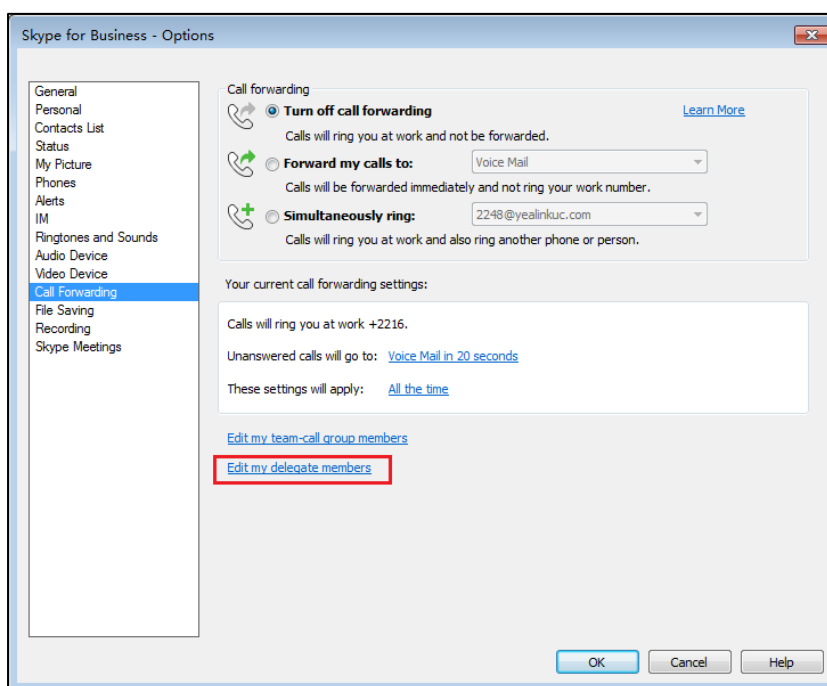 Skype for Business - Options
General
Personal
Contacts List
Status
My Picture
Phones
Alerts
IM
Ringtones and Sounds
Audio Device
Video Device
Call Forwarding
File Saving
Recording
Skype Meetings
Call forwarding
Turn off call forwarding Learn More
Calls will ring you at work and not be forwarded.
Forward my calls to: Voice Mail
Calls will be forwarded immediately and not ring your work number.
Simultaneously ring: 2248@yealinkuc.com
Calls will ring you at work and also ring another phone or person.
Your current call forwarding settings:
Calls will ring you at work +2216.
Unanswered calls will go to: Voice Mail in 20 seconds
These settings will apply: All the time
Edit my team-call group members
Edit my delegate members
OK Cancel Help